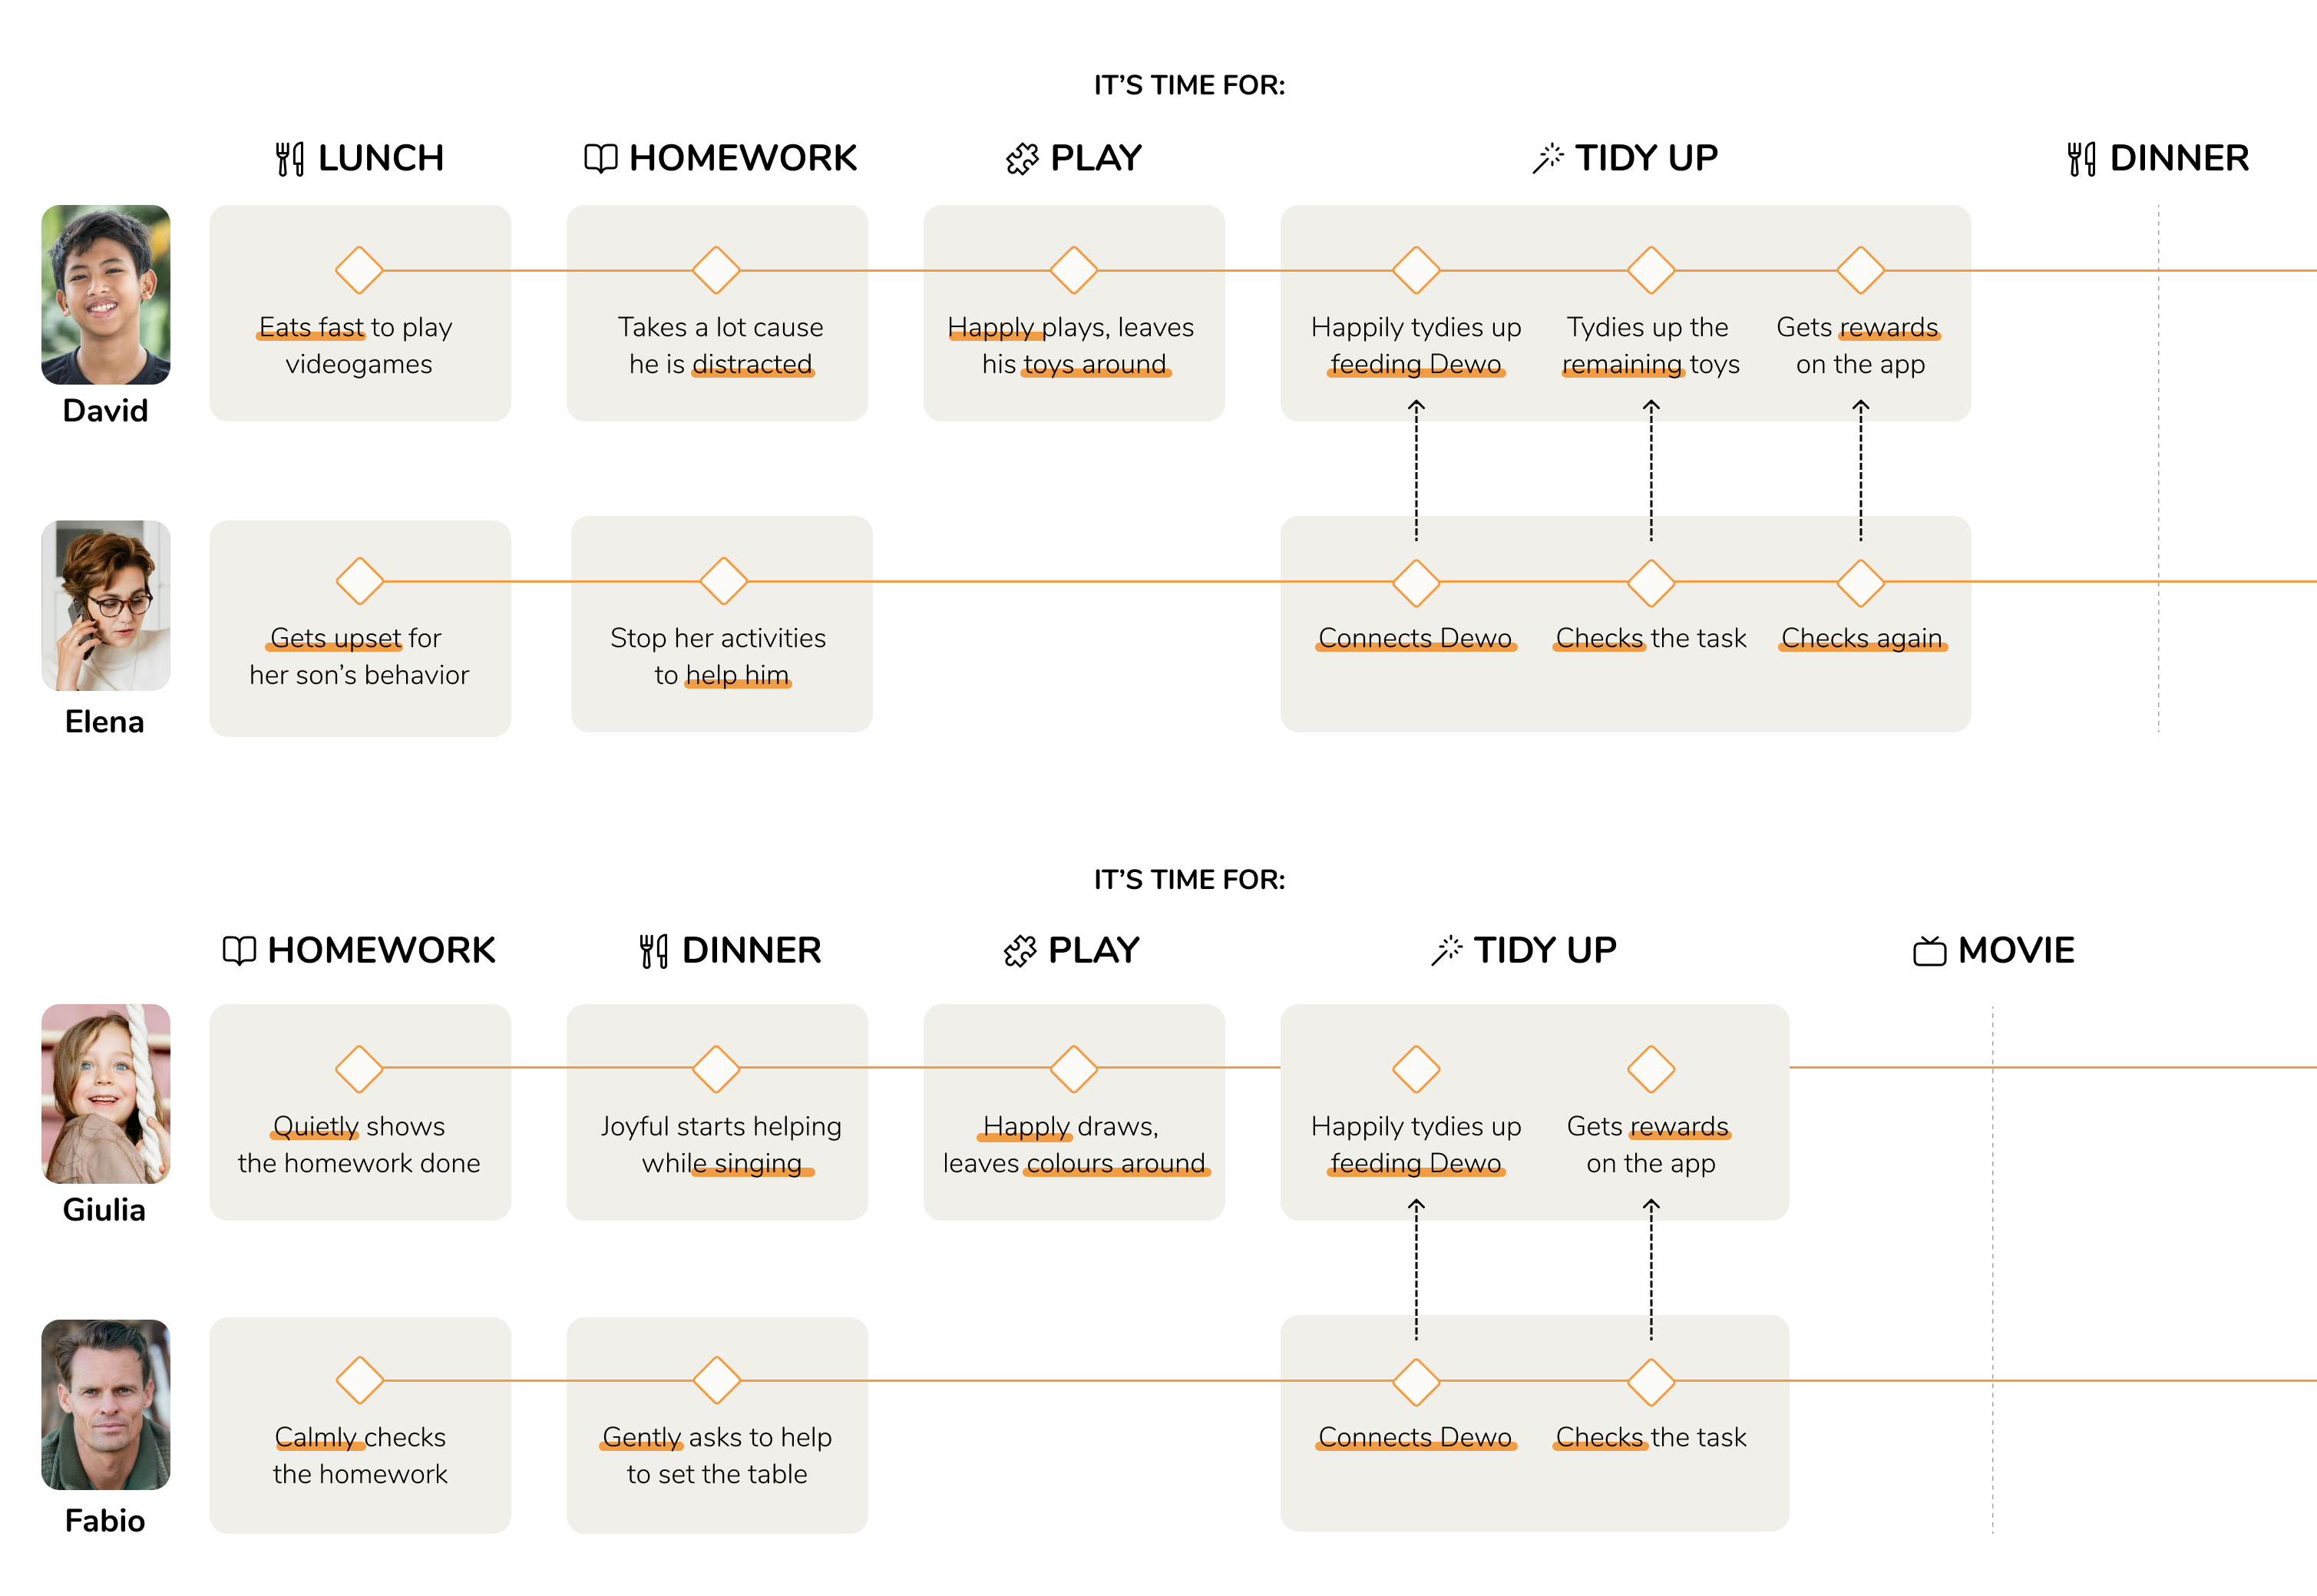 IT'S TIME FOR:
LUNCH
HOMEWORK
PLAY
TIDY UP
DINNER
David
Eats fast to play
videogames
Takes a lot cause
he is distracted
Happly plays, leaves
his toys around
Happily tydies up
feeding Dewo
Tydies up the
remaining toys
Gets rewards
on the app
Elena
Gets upset for
her son's behavior
Stop her activities
to help him
Connects Dewo
Checks the task
Checks again
IT'S TIME FOR:
HOMEWORK
DINNER
PLAY
TIDY UP
MOVIE
Giulia
Quietly shows
the homework done
Joyful starts helping
while singing
Happly draws,
leaves colours around
Happily tydies up
feeding Dewo
Gets rewards
on the app
Fabio
Calmly checks
the homework
Gently asks to help
to set the table
Connects Dewo
Checks the task